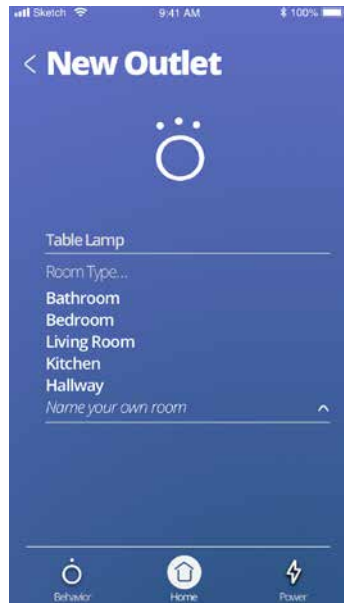 Sketch 9:41 AM 100%
New Outlet
Table Lamp
Room Type...
Bathroom
Bedroom
Living Room
Kitchen
Hallway
Name your own room
Behavior Home Power